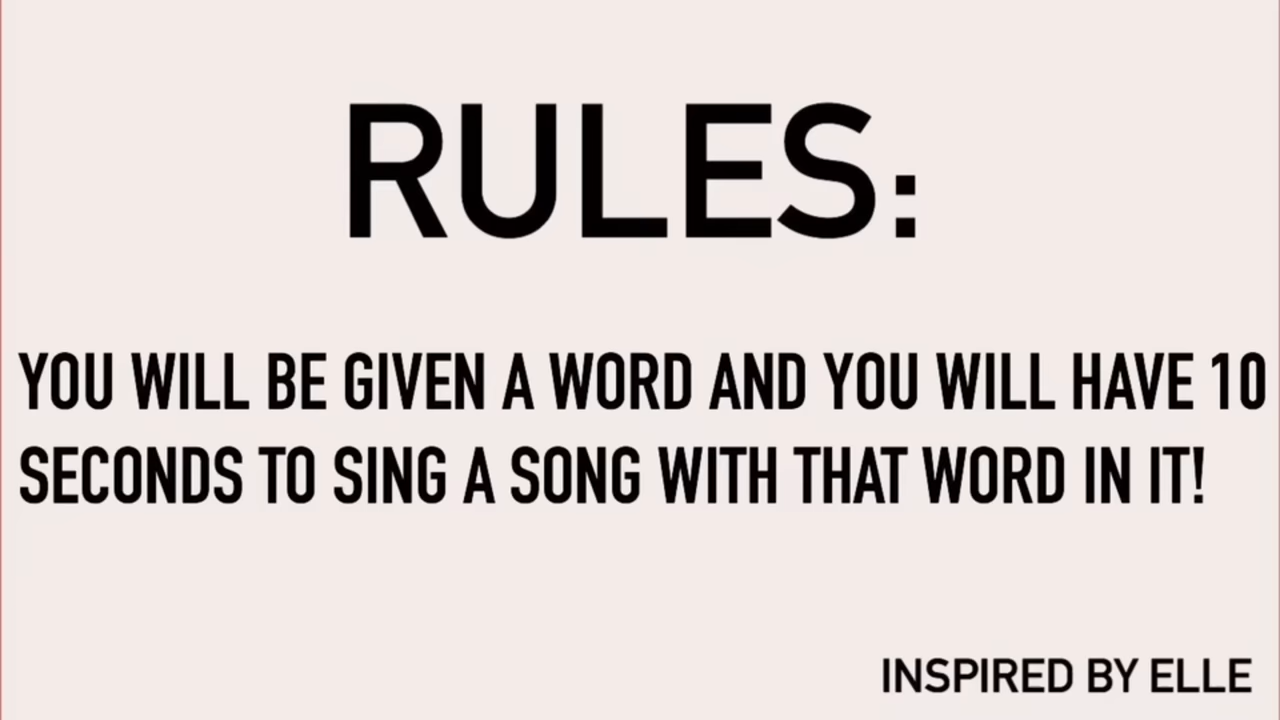 RULES:
YOU WILL BE GIVEN A WORD AND YOU WILL HAVE 10
SECONDS TO SING A SONG WITH THAT WORD IN IT!
INSPIRED BY ELLE